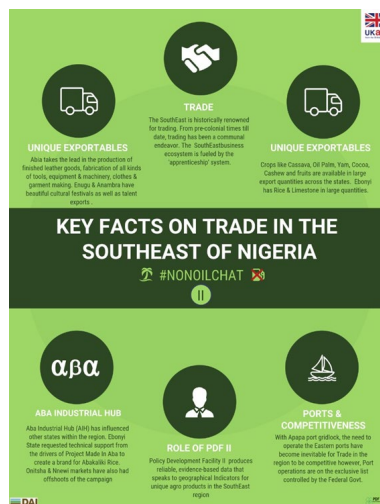 UKa
TRADE
The SouthEast is historically renowned
for trading. From pre-colonial times till
date, trading has been a communal
endeavor. The SouthEastbusiness
ecosystem is fueled by the
'apprenticeship' system.
UNIQUE EXPORTABLES
Abia takes the lead in the production of
finished leather goods, fabrication of all kinds
of tools, equipment & machinery, clothes &
garment making. Enugu & Anambra have
beautiful cultural festivals as well as talent
exports .
UNIQUE EXPORTABLES
Crops like Cassava, Oil Palm, Yam, Cocoa,
Cashew and fruits are available in large
export quantities across the states. Ebonyi
has Rice & Limestone in large quantities.
KEY FACTS ON TRADE IN THE
SOUTHEAST OF NIGERIA
#NONOILCHAT
II
αβα
ABA INDUSTRIAL HUB
Aba Industrial Hub (AIH) has influenced
other states within the region. Ebonyi
State requested technical support from
the drivers of Project Made In Aba to
create a brand for Abakaliki Rice.
Onitsha & Nnewi markets have also had
offshoots of the campaign.
ROLE OF PDF II
Policy Development Facility II produces
reliable, evidence-based data that
speaks to geographical Indicators for
unique agro products in the SouthEast
region
PORTS &
COMPETITIVENESS
With Apapa port gridlock, the need to
operate the Eastern ports have
become inevitable for Trade in the
region to be competitive however, Port
operations are on the exclusive list
controlled by the Federal Govt.
DAI